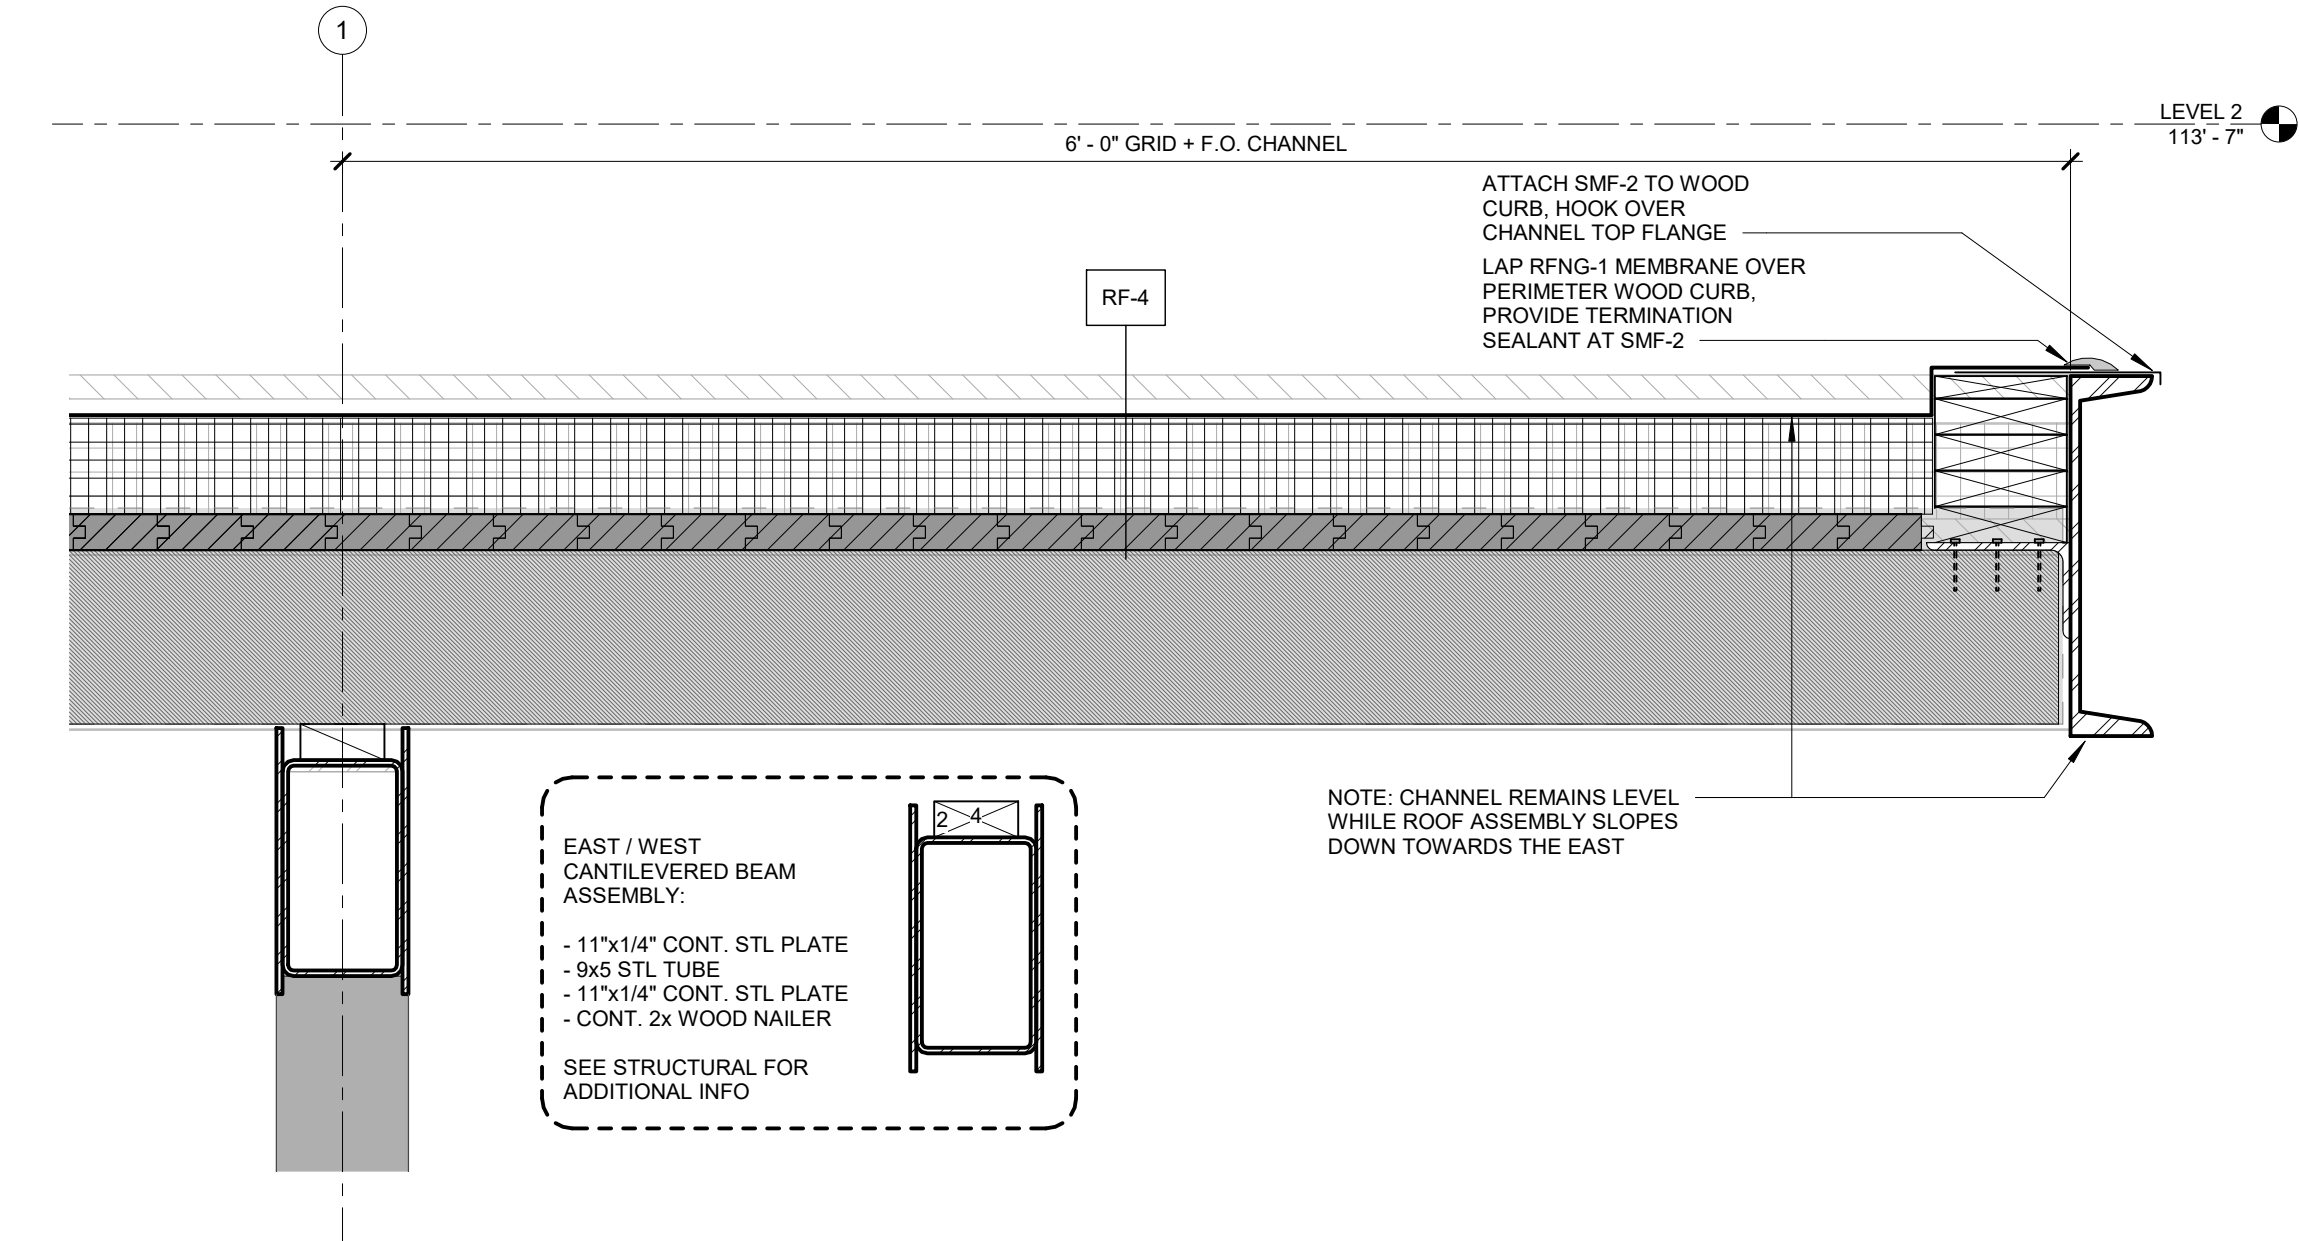 1
LEVEL 2
113' - 7"
6' - 0" GRID + F.O. CHANNEL
ATTACH SMF-2 TO WOOD
CURB, HOOK OVER
CHANNEL TOP FLANGE
LAP RFNG-1 MEMBRANE OVER
PERIMETER WOOD CURB,
PROVIDE TERMINATION
SEALANT AT SMF-2
RF-4
NOTE: CHANNEL REMAINS LEVEL
WHILE ROOF ASSEMBLY SLOPES
DOWN TOWARDS THE EAST
EAST / WEST
CANTILEVERED BEAM
ASSEMBLY:
- 11"x1/4" CONT. STL PLATE
- 9x5 STL TUBE
- 11"x1/4" CONT. STL PLATE
- CONT. 2x WOOD NAILER
SEE STRUCTURAL FOR
ADDITIONAL INFO
2 4